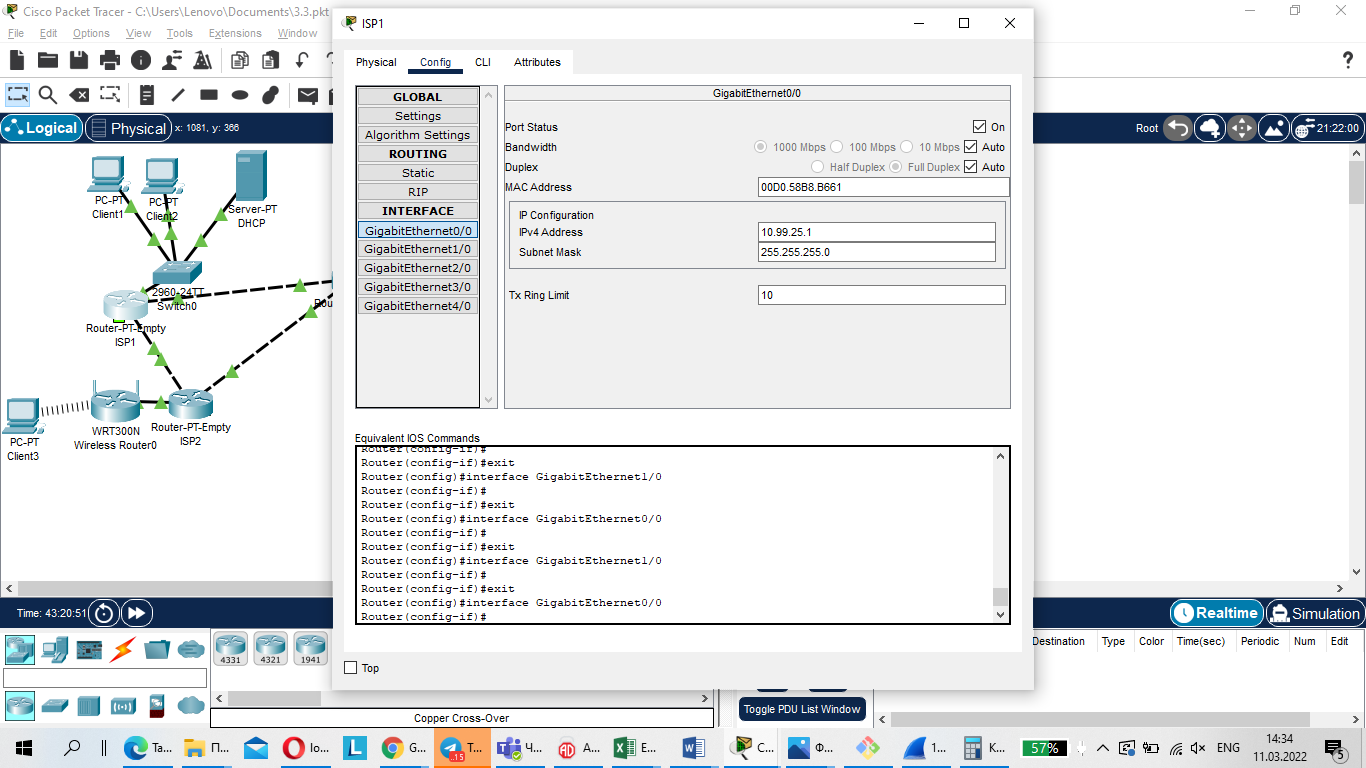 Cisco Packet Tracer - C:\Users\Lenovo\Documents\3.3.pkt
File Edit Options View Tools Extensions Window
Logical Physical x: 1081, y: 366
Root 21:22:00
PC-PT
Client1
PC-PT
Client2
Server-PT
DHCP
2960-24TT
Switch0
Router-PT-Empty
ISP1
Rou
WRT300N
Wireless Router0
Router-PT-Empty
ISP2
PC-PT
Client3
ISP1
Physical Config CLI Attributes
GLOBAL
Settings
Algorithm Settings
ROUTING
Static
RIP
INTERFACE
GigabitEthernet0/0
GigabitEthernet1/0
GigabitEthernet2/0
GigabitEthernet3/0
GigabitEthernet4/0
GigabitEthernet0/0
Port Status On
Bandwidth 1000 Mbps 100 Mbps 10 Mbps Auto
Duplex Half Duplex Full Duplex Auto
MAC Address 00D0.58B8.B661
IP Configuration
IPv4 Address 10.99.25.1
Subnet Mask 255.255.255.0
Tx Ring Limit 10
Equivalent IOS Commands
Router(config-if)#
Router(config-if)#exit
Router(config)#interface GigabitEthernet1/0
Router(config-if)#
Router(config-if)#exit
Router(config)#interface GigabitEthernet0/0
Router(config-if)#
Router(config-if)#exit
Router(config)#interface GigabitEthernet1/0
Router(config-if)#
Router(config-if)#exit
Router(config)#interface GigabitEthernet0/0
Router(config-if)#
Top
Time: 43:20:51
Realtime Simulation
4331 4321 1941
Destination Type Color Time(sec) Periodic Num Edit
Copper Cross-Over
Toggle PDU List Window
Ta... П... L Io... G... T... .15 Ч... A... E... C... Ф... 1... К...
57% ENG 14:34
11.03.2022 5